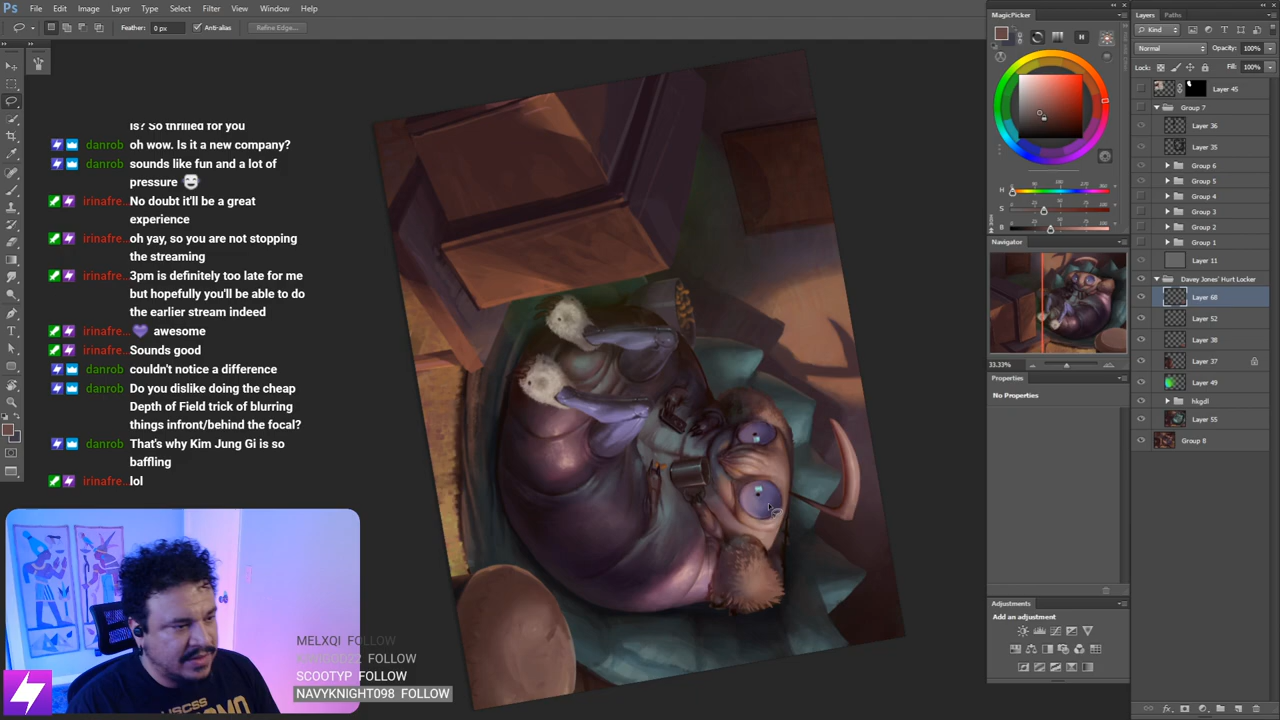 Ps File Edit Image Layer Type Select Filter View Window Help
Feather: 0 px Anti-alias Refine Edge...
is? So thrilled for you
danrob oh wow. Is it a new company?
danrob sounds like fun and a lot of
pressure
irinafre... No doubt it'll be a great
experience
irinafre... oh yay, so you are not stopping
the streaming
irinafre... 3pm is definitely too late for me
but hopefully you'll be able to do
the earlier stream indeed
irinafre... awesome
irinafre... Sounds good
danrob couldn't notice a difference
danrob Do you dislike doing the cheap
Depth of Field trick of blurring
things infront/behind the focal?
danrob That's why Kim Jung Gi is so
baffling
irinafre... lol
MELXQI FOLLOW
FOLLOW
SCOOTYP FOLLOW
NAVYKNIGHT098 FOLLOW
MagicPicker
H
H
S
B
Navigator
33.33%
Properties
No Properties
Adjustments
Add an adjustment
Layers Paths
Kind
Normal Opacity: 100%
Lock: Fill: 100%
Layer 45
Group 7
Layer 36
Layer 35
Group 6
Group 5
Group 4
Group 3
Group 2
Group 1
Layer 11
Davey Jones' Hurt Locker
Layer 68
Layer 52
Layer 38
Layer 37
Layer 49
hkgdl
Layer 55
Group 8